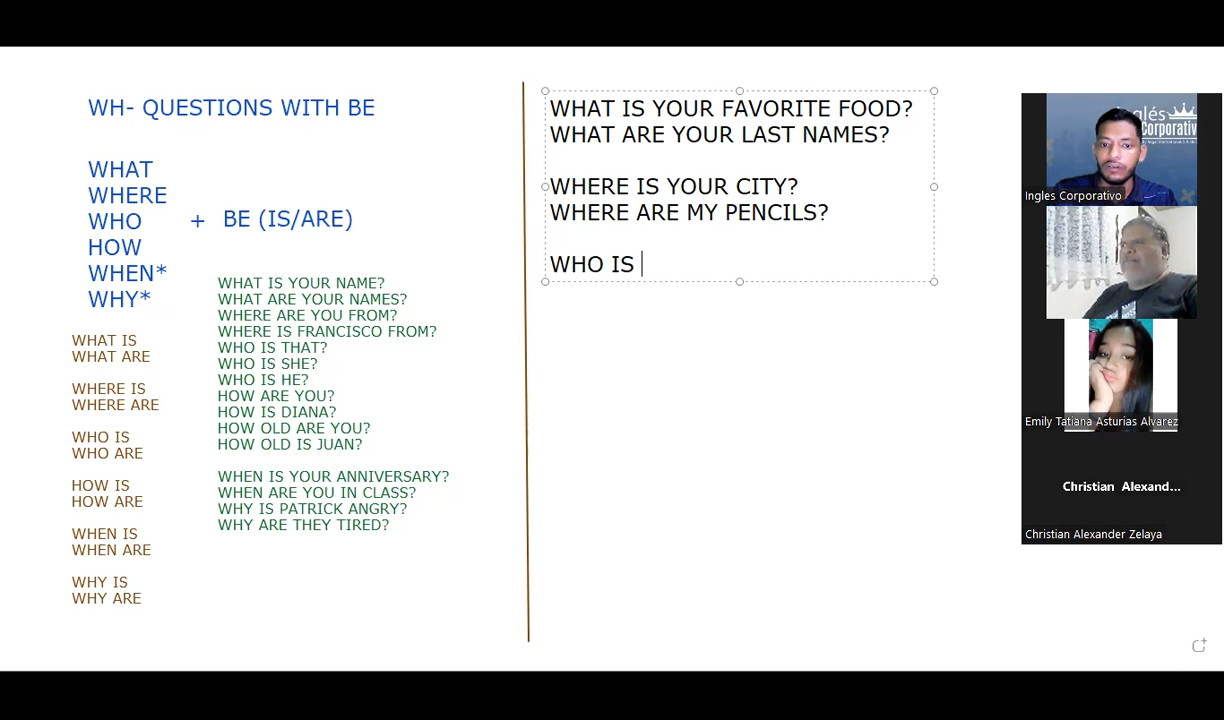 WH- QUESTIONS WITH BE
WHAT
WHERE
WHO
HOW
WHEN*
WHY*
+ BE (IS/ARE)
WHAT IS
WHAT ARE
WHERE IS
WHERE ARE
WHO IS
WHO ARE
HOW IS
HOW ARE
WHEN IS
WHEN ARE
WHY IS
WHY ARE
WHAT IS YOUR NAME?
WHAT ARE YOUR NAMES?
WHERE ARE YOU FROM?
WHERE IS FRANCISCO FROM?
WHO IS THAT?
WHO IS SHE?
WHO IS HE?
HOW ARE YOU?
HOW IS DIANA?
HOW OLD ARE YOU?
HOW OLD IS JUAN?
WHEN IS YOUR ANNIVERSARY?
WHEN ARE YOU IN CLASS?
WHY IS PATRICK ANGRY?
WHY ARE THEY TIRED?
WHAT IS YOUR FAVORITE FOOD?
WHAT ARE YOUR LAST NAMES?
WHERE IS YOUR CITY?
WHERE ARE MY PENCILS?
WHO IS
Ingles Corporativo
Emily Tatiana Asturias Alvarez
Christian Alexand...
Christian Alexander Zelaya